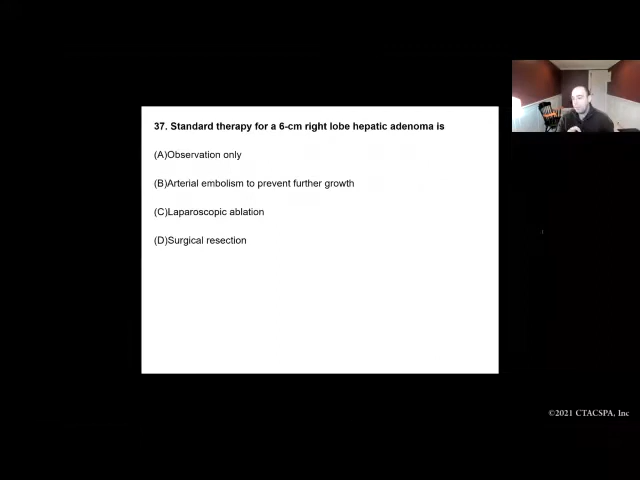 37. Standard therapy for a 6-cm right lobe hepatic adenoma is
(A)Observation only
(B)Arterial embolism to prevent further growth
(C)Laparoscopic ablation
(D)Surgical resection
©2021 CTACSPA, Inc